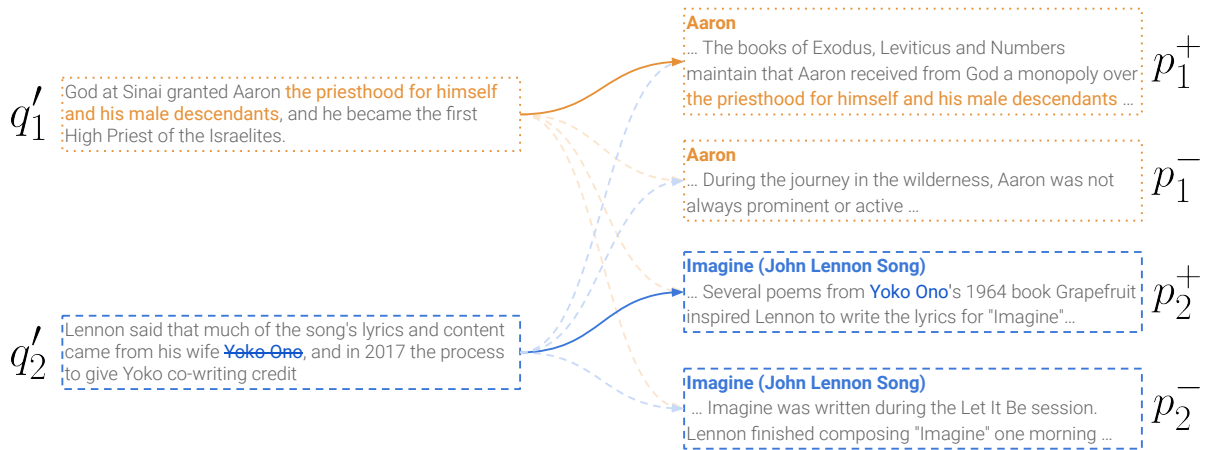 q′1
God at Sinai granted Aaron the priesthood for himself
and his male descendants, and he became the first
High Priest of the Israelites.
q′2
Lennon said that much of the song's lyrics and content
came from his wife Yoko Ono, and in 2017 the process
to give Yoko co-writing credit
Aaron
... The books of Exodus, Leviticus and Numbers
maintain that Aaron received from God a monopoly over
the priesthood for himself and his male descendants ...
p1+
Aaron
... During the journey in the wilderness, Aaron was not
always prominent or active ...
p1−
Imagine (John Lennon Song)
... Several poems from Yoko Ono's 1964 book Grapefruit
inspired Lennon to write the lyrics for "Imagine"...
p2+
Imagine (John Lennon Song)
... Imagine was written during the Let It Be session.
Lennon finished composing "Imagine" one morning ...
p2−